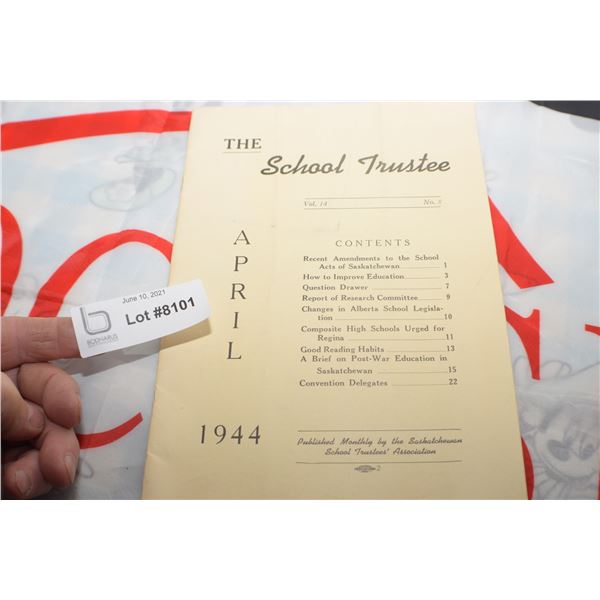 THE
School Trustee
Vol. 14 No. 8
APRIL
1944
CONTENTS
Recent Amendments to the School
Acts of Saskatchewan 1
How to Improve Education 3
Question Drawer 7
Report of Research Committee 9
Changes in Alberta School Legisla-
tion 10
Composite High Schools Urged for
Regina 11
Good Reading Habits 13
A Brief on Post-War Education in
Saskatchewan 15
Convention Delegates 22
Published Monthly by the Saskatchewan
School Trustees' Association
2
June 10, 2021
Lot #8101
b
BODNARUS